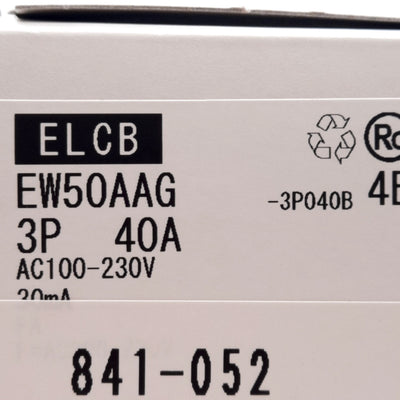 ELCB
EW50AAG -3P040B 4E
3P 40A
AC100-230V
30mA
841-052